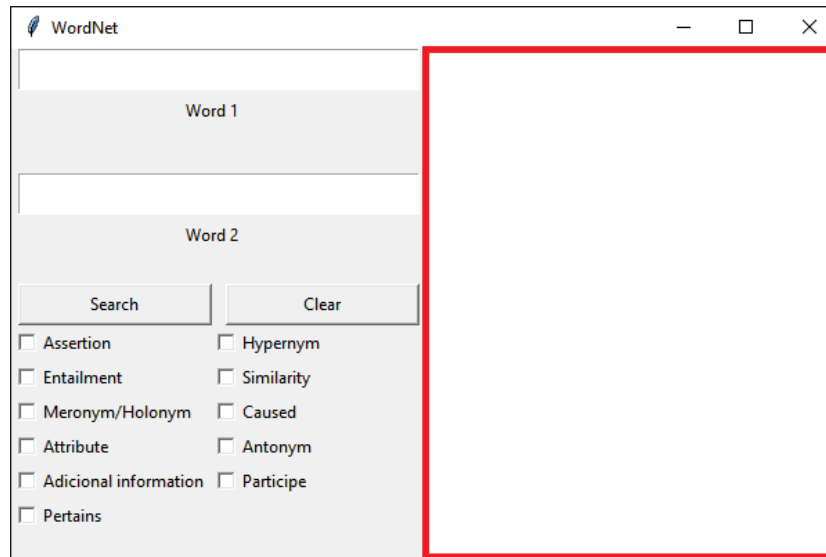 WordNet
Word 1
Word 2
Search Clear
Assertion Hypernym
Entailment Similarity
Meronym/Holonym Caused
Attribute Antonym
Adicional information Participe
Pertains